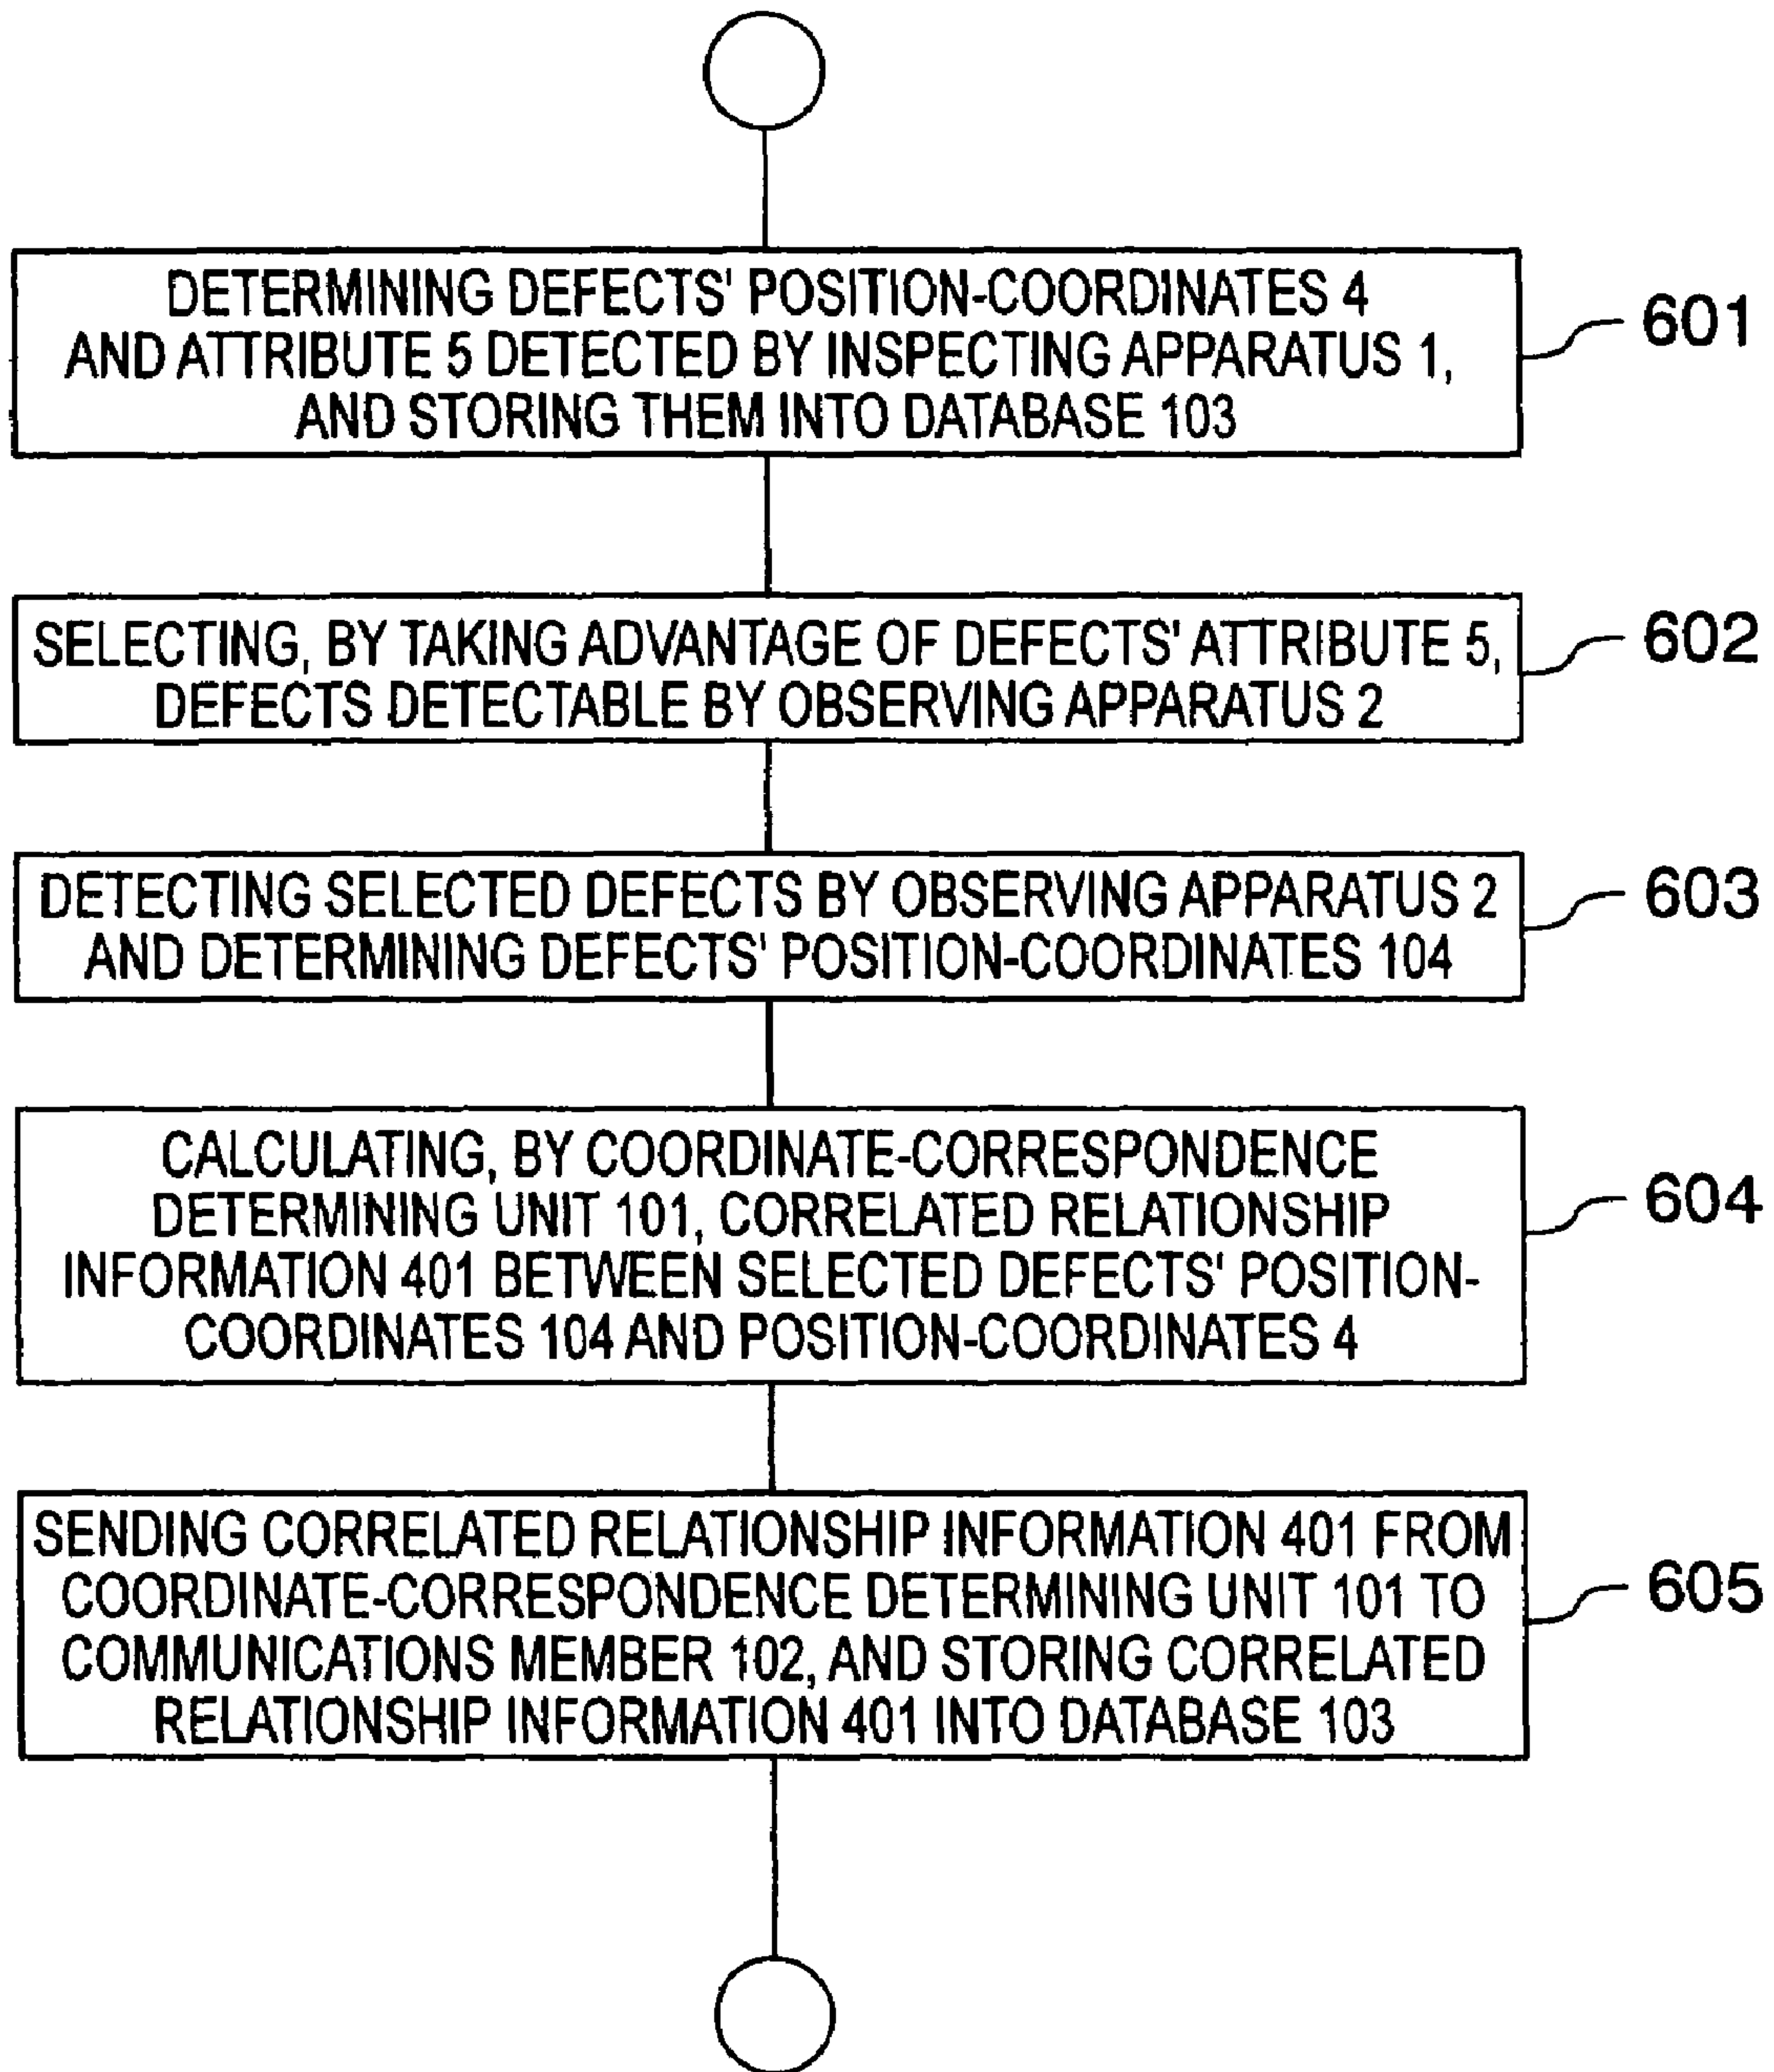 DETERMINING DEFECTS' POSITION-COORDINATES 4
AND ATTRIBUTE 5 DETECTED BY INSPECTING APPARATUS 1,
AND STORING THEM INTO DATABASE 103
601
SELECTING, BY TAKING ADVANTAGE OF DEFECTS' ATTRIBUTE 5,
DEFECTS DETECTABLE BY OBSERVING APPARATUS 2
602
DETECTING SELECTED DEFECTS BY OBSERVING APPARATUS 2
AND DETERMINING DEFECTS' POSITION-COORDINATES 104
603
CALCULATING, BY COORDINATE-CORRESPONDENCE
DETERMINING UNIT 101, CORRELATED RELATIONSHIP
INFORMATION 401 BETWEEN SELECTED DEFECTS' POSITION-
COORDINATES 104 AND POSITION-COORDINATES 4
604
SENDING CORRELATED RELATIONSHIP INFORMATION 401 FROM
COORDINATE-CORRESPONDENCE DETERMINING UNIT 101 TO
COMMUNICATIONS MEMBER 102, AND STORING CORRELATED
RELATIONSHIP INFORMATION 401 INTO DATABASE 103
605